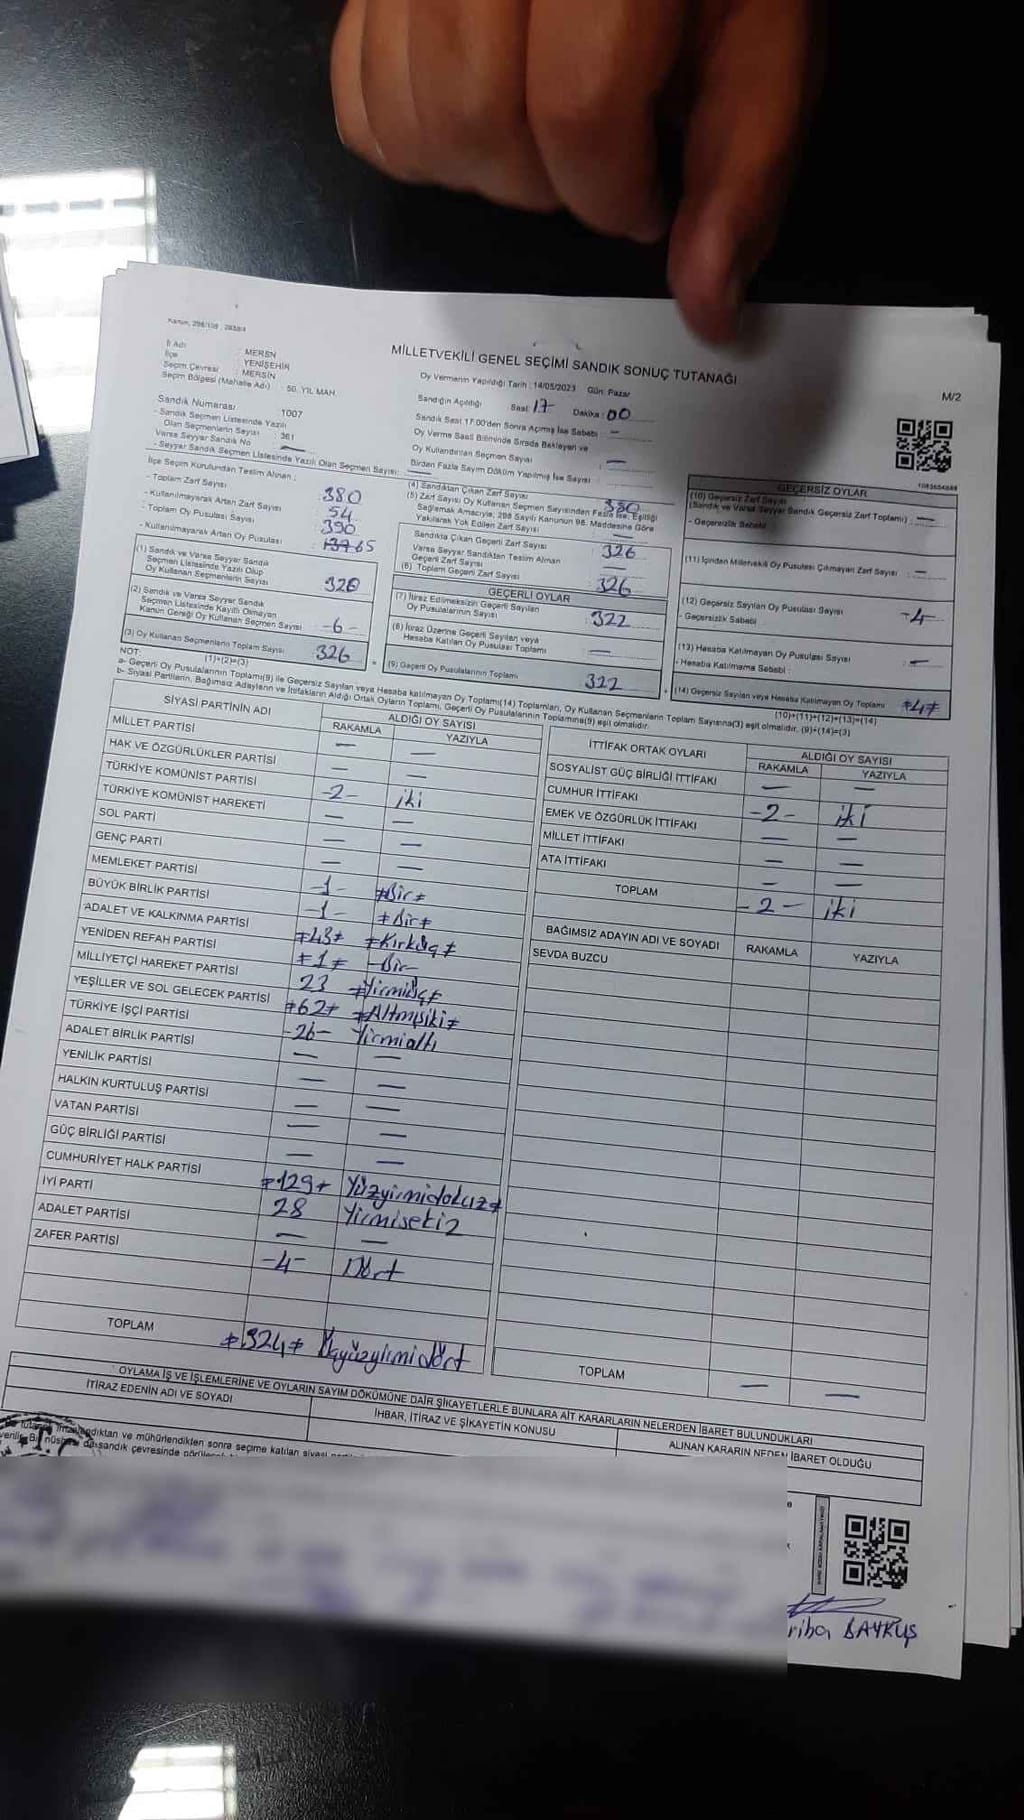 Kanun; 298/105 , 2839/4
MİLLETVEKİLİ GENEL SEÇİMİ SANDIK SONUÇ TUTANAĞI
M/2
İl Adı : MERSN
İlçe : YENİŞEHİR
Seçim Çevresi : MERSİN
Seçim Bölgesi (Mahalle Adı) : 50. YIL MAH.
Sandık Numarası : 1007
- Sandık Seçmen Listesinde Yazılı
Olan Seçmenlerin Sayısı : 361
Varsa Seyyar Sandık No —
- Seyyar Sandık Seçmen Listesinde Yazılı Olan Seçmen Sayısı: —
Oy Vermenin Yapıldığı Tarih : 14/05/2023 Gün: Pazar
Sandığın Açıldığı Saat: 17 Dakika : 00
Sandık Saat 17:00'den Sonra Açılmış İse Sebebi : —
Oy Verme Saati Bitiminde Sırada Bekleyen ve
Oy Kullandırılan Seçmen Sayısı : —
Birden Fazla Sayım Döküm Yapılmış İse Sayısı : —
İlçe Seçim Kurulundan Teslim Alınan :
- Toplam Zarf Sayısı : 380
- Kullanılmayarak Artan Zarf Sayısı : 54
- Toplam Oy Pusulası Sayısı : 390
- Kullanılmayarak Artan Oy Pusulası : 65
(1) Sandık ve Varsa Seyyar Sandık
Seçmen Listesinde Yazılı Olup
Oy Kullanan Seçmenlerin Sayısı 320
(2) Sandık ve Varsa Seyyar Sandık
Seçmen Listesinde Kayıtlı Olmayan
Kanun Gereği Oy Kullanan Seçmen Sayısı -6-
(3) Oy Kullanan Seçmenlerin Toplam Sayısı 326
(1)+(2)=(3)
(4) Sandıktan Çıkan Zarf Sayısı : 380
(5) Zarf Sayısı Oy Kullanan Seçmen Sayısından Fazla İse, Eşitliği
Sağlamak Amacıyla, 298 Sayılı Kanunun 98. Maddesine Göre
Yakılarak Yok Edilen Zarf Sayısı : —
Sandıkta Çıkan Geçerli Zarf Sayısı : 326
Varsa Seyyar Sandıktan Teslim Alınan
Geçerli Zarf Sayısı : —
(6) Toplam Geçerli Zarf Sayısı : 326
GEÇERLİ OYLAR
(7) İtiraz Edilmeksizin Geçerli Sayılan
Oy Pusulalarının Sayısı : 322
(8) İtiraz Üzerine Geçerli Sayılan veya
Hesaba Katılan Oy Pusulası Toplamı : —
(9) Geçerli Oy Pusulalarının Toplamı 322
1083654688
GEÇERSİZ OYLAR
(10) Geçersiz Zarf Sayısı
(Sandık ve Varsa Seyyar Sandık Geçersiz Zarf Toplamı) : —
- Geçersizlik Sebebi :
(11) İçinden Milletvekili Oy Pusulası Çıkmayan Zarf Sayısı : —
(12) Geçersiz Sayılan Oy Pusulası Sayısı -4
- Geçersizlik Sebebi :
(13) Hesaba Katılmayan Oy Pusulası Sayısı : —
- Hesaba Katılmama Sebebi :
(14) Geçersiz Sayılan veya Hesaba Katılmayan Oy Toplamı ≠4≠
(10)+(11)+(12)+(13)=(14)
NOT:
a- Geçerli Oy Pusulalarının Toplamı(9) ile Geçersiz Sayılan veya Hesaba katılmayan Oy Toplamı(14) Toplamları, Oy Kullanan Seçmenlerin Toplam Sayısına(3) eşit olmalıdır. (9)+(14)=(3)
b- Siyasi Partilerin, Bağımsız Adayların ve İttifakların Aldığı Ortak Oyların Toplamı, Geçerli Oy Pusulalarının Toplamına(9) eşit olmalıdır.
SİYASİ PARTİNİN ADI ALDIĞI OY SAYISI
RAKAMLA YAZIYLA
MİLLET PARTİSİ — —
HAK VE ÖZGÜRLÜKLER PARTİSİ — —
TÜRKİYE KOMÜNİST PARTİSİ -2- iki
TÜRKİYE KOMÜNİST HAREKETİ — —
SOL PARTİ — —
GENÇ PARTİ — —
MEMLEKET PARTİSİ -1- ≠Bir≠
BÜYÜK BİRLİK PARTİSİ -1- ≠Bir≠
ADALET VE KALKINMA PARTİSİ ≠43≠ ≠Kırküç≠
YENİDEN REFAH PARTİSİ ≠1≠ -Bir-
MİLLİYETÇİ HAREKET PARTİSİ 23 ≠Yirmiüç≠
YEŞİLLER VE SOL GELECEK PARTİSİ ≠62≠ ≠Altmışiki≠
TÜRKİYE İŞÇİ PARTİSİ -26- Yirmialtı
ADALET BİRLİK PARTİSİ — —
YENİLİK PARTİSİ — —
HALKIN KURTULUŞ PARTİSİ — —
VATAN PARTİSİ — —
GÜÇ BİRLİĞİ PARTİSİ — —
CUMHURİYET HALK PARTİSİ ≠129≠ Yüzyirmidokuz≠
İYİ PARTİ 28 Yirmisekiz
ADALET PARTİSİ — —
ZAFER PARTİSİ -4- Dört
TOPLAM ≠324≠ Üçyüzyirmidört
İTTİFAK ORTAK OYLARI ALDIĞI OY SAYISI
RAKAMLA YAZIYLA
SOSYALİST GÜÇ BİRLİĞİ İTTİFAKI — —
CUMHUR İTTİFAKI -2- iki
EMEK VE ÖZGÜRLÜK İTTİFAKI — —
MİLLET İTTİFAKI — —
ATA İTTİFAKI — —
TOPLAM -2- iki
BAĞIMSIZ ADAYIN ADI VE SOYADI RAKAMLA YAZIYLA
SEVDA BUZCU
TOPLAM — —
OYLAMA İŞ VE İŞLEMLERİNE VE OYLARIN SAYIM DÖKÜMÜNE DAİR ŞİKAYETLERLE BUNLARA AİT KARARLARIN NELERDEN İBARET BULUNDUKLARI
İTİRAZ EDENİN ADI VE SOYADI
İHBAR, İTİRAZ VE ŞİKAYETİN KONUSU
ALINAN KARARIN NEDEN İBARET OLDUĞU
T.C
riba BAYKUŞ